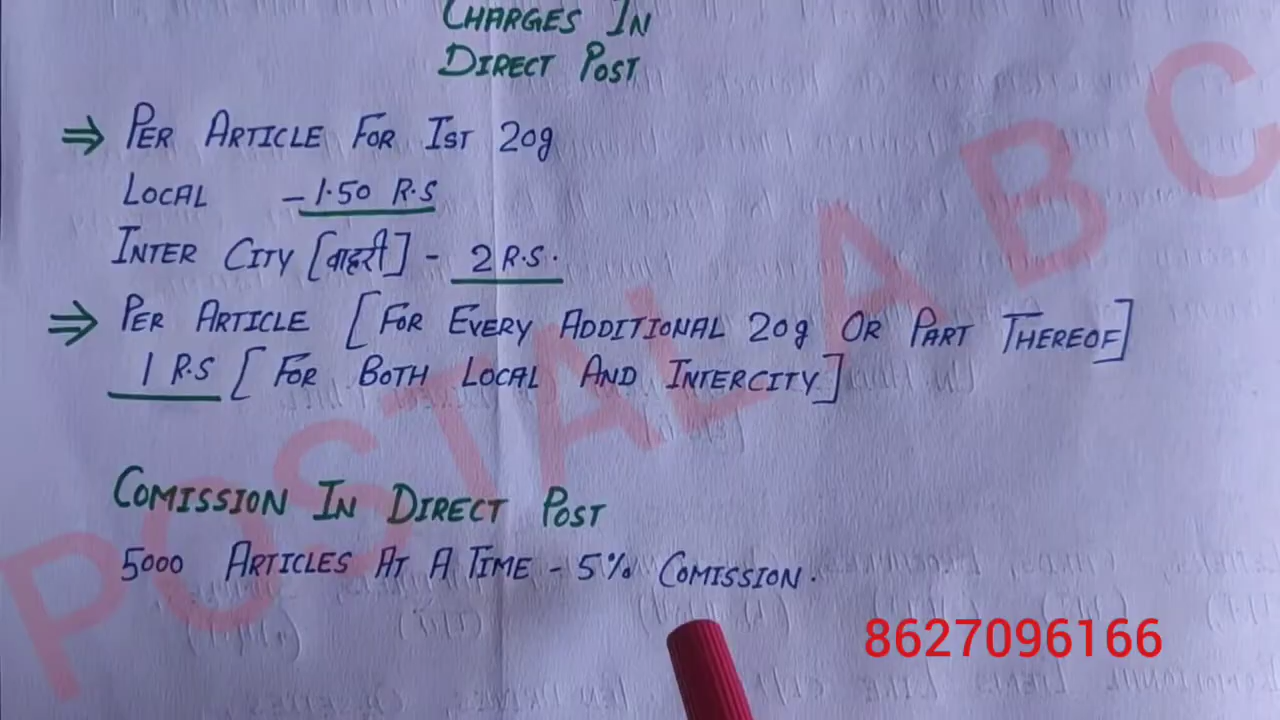 CHARGES IN
DIRECT POST
⇒ PER ARTICLE FOR IST 20g
LOCAL - 1.50 R.S
INTER CITY [वाहरी] - 2 R.S.
⇒ PER ARTICLE [FOR EVERY ADDITIONAL 20g OR PART THEREOF]
1 R.S [FOR BOTH LOCAL AND INTERCITY]
COMISSION IN DIRECT POST
5000 ARTICLES AT A TIME - 5% COMISSION.
8627096166
POSTAL ABC